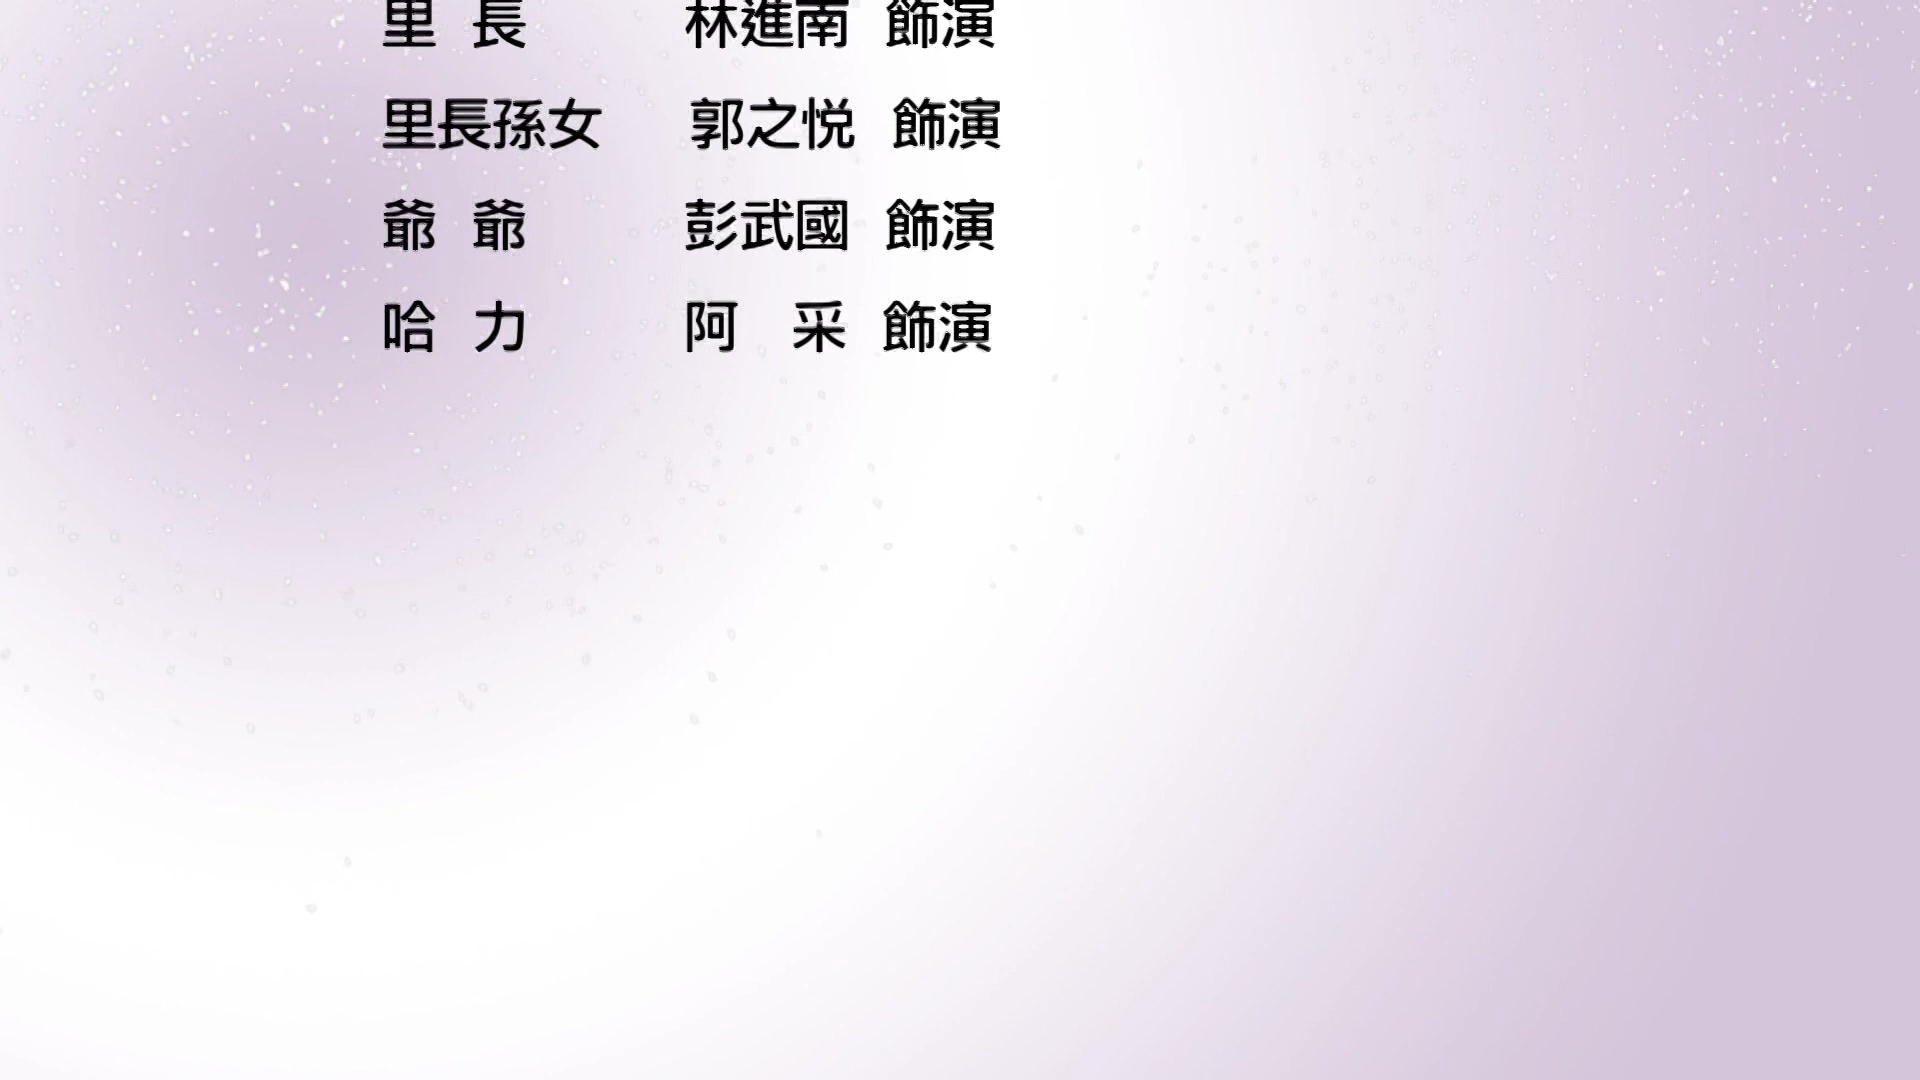 里 長 林進南 飾演
里長孫女 郭之悦 飾演
爺 爺 彭武國 飾演
哈 力 阿 采 飾演